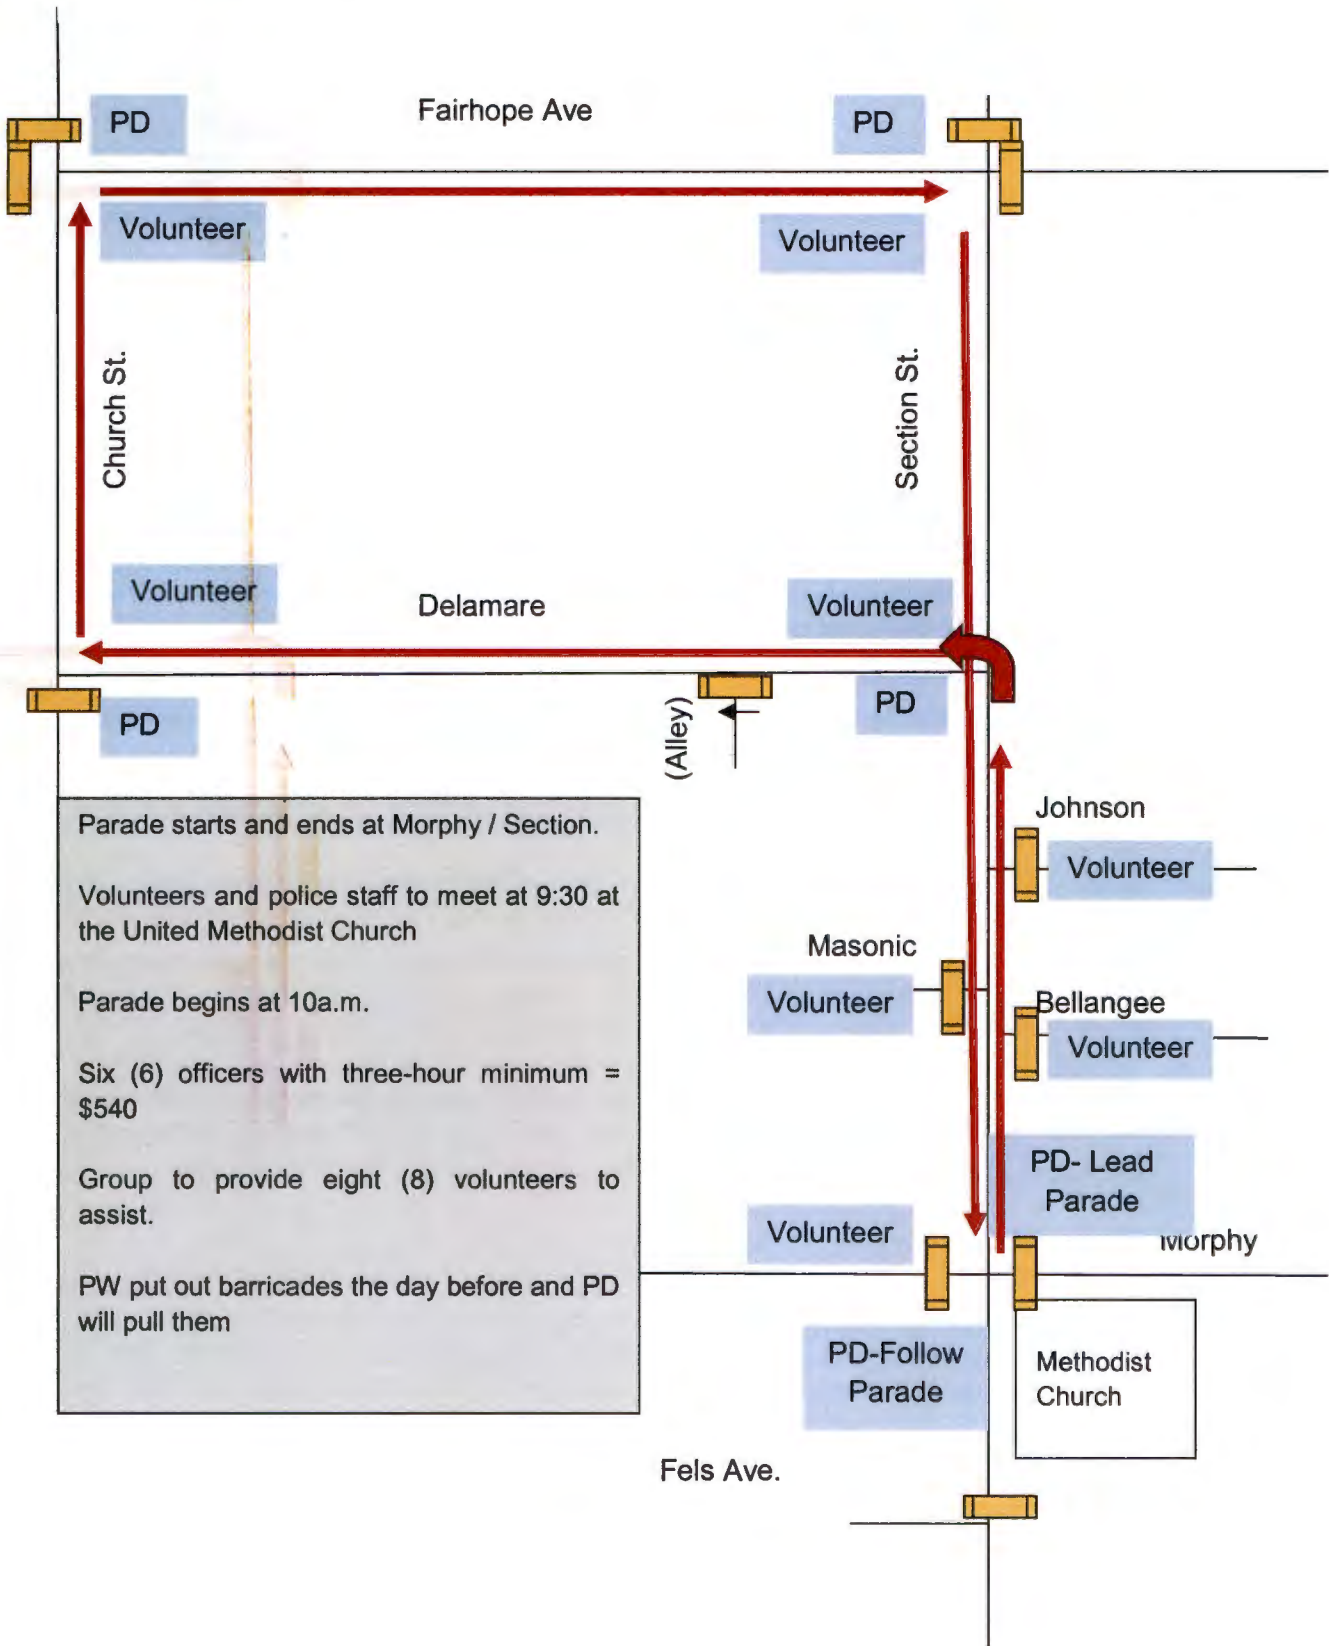 PD
Fairhope Ave
PD
Volunteer
Volunteer
Church St.
Section St.
Volunteer
Delamare
Volunteer
PD
PD
(Alley)
Parade starts and ends at Morphy / Section.
Volunteers and police staff to meet at 9:30 at
the United Methodist Church
Parade begins at 10a.m.
Six (6) officers with three-hour minimum =
$540
Group to provide eight (8) volunteers to
assist.
PW put out barricades the day before and PD
will pull them
Johnson
Volunteer
Masonic
Volunteer
Bellangee
Volunteer
PD- Lead
Parade
Volunteer
Morphy
PD-Follow
Parade
Methodist
Church
Fels Ave.